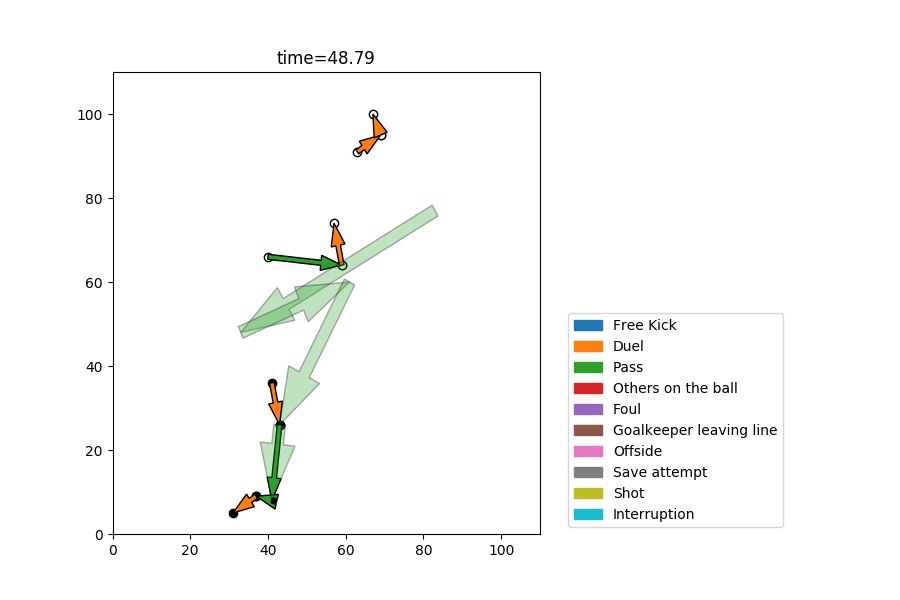 time=48.79
100
80
60
40
20
0
0
20
40
60
80
100
Free Kick
Duel
Pass
Others on the ball
Foul
Goalkeeper leaving line
Offside
Save attempt
Shot
Interruption